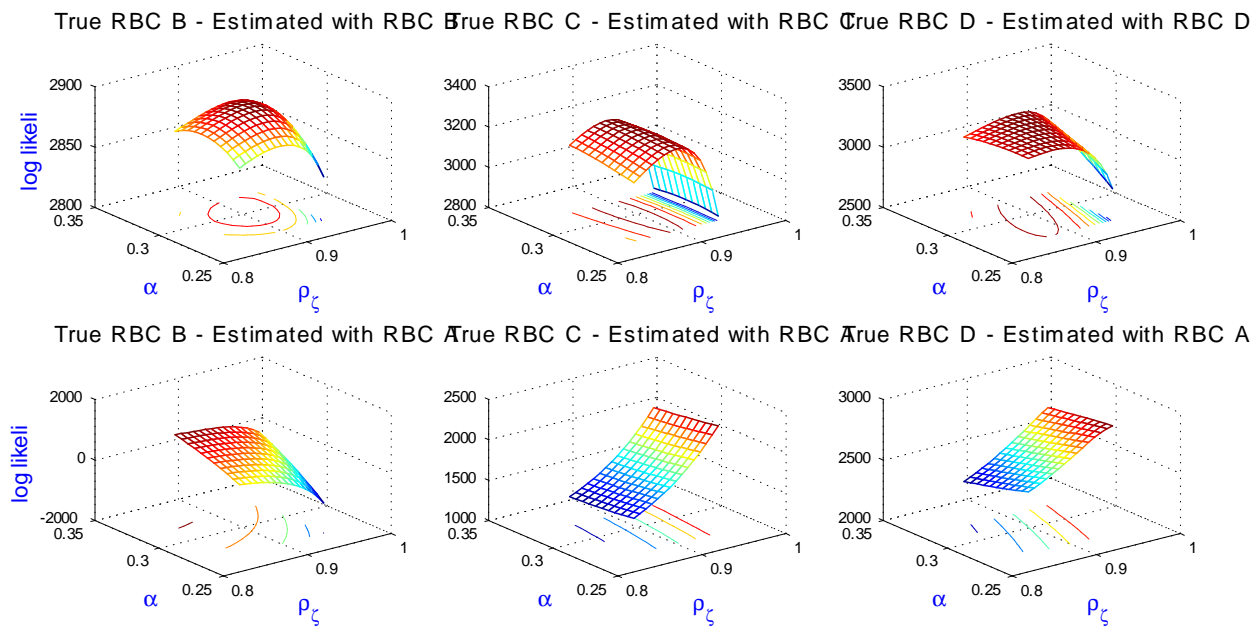 True RBC B - Estimated with RBC B
True RBC C - Estimated with RBC C
True RBC D - Estimated with RBC D
2900
2850
2800
log likeli
0.35
0.3
0.25
α
0.8
0.9
1
ρζ
3400
3200
3000
2800
0.35
0.3
0.25
α
0.8
0.9
1
ρζ
3500
3000
2500
0.35
0.3
0.25
α
0.8
0.9
1
ρζ
True RBC B - Estimated with RBC A
True RBC C - Estimated with RBC A
True RBC D - Estimated with RBC A
2000
0
-2000
log likeli
0.35
0.3
0.25
α
0.8
0.9
1
ρζ
2500
2000
1500
1000
0.35
0.3
0.25
α
0.8
0.9
1
ρζ
3000
2500
2000
0.35
0.3
0.25
α
0.8
0.9
1
ρζ